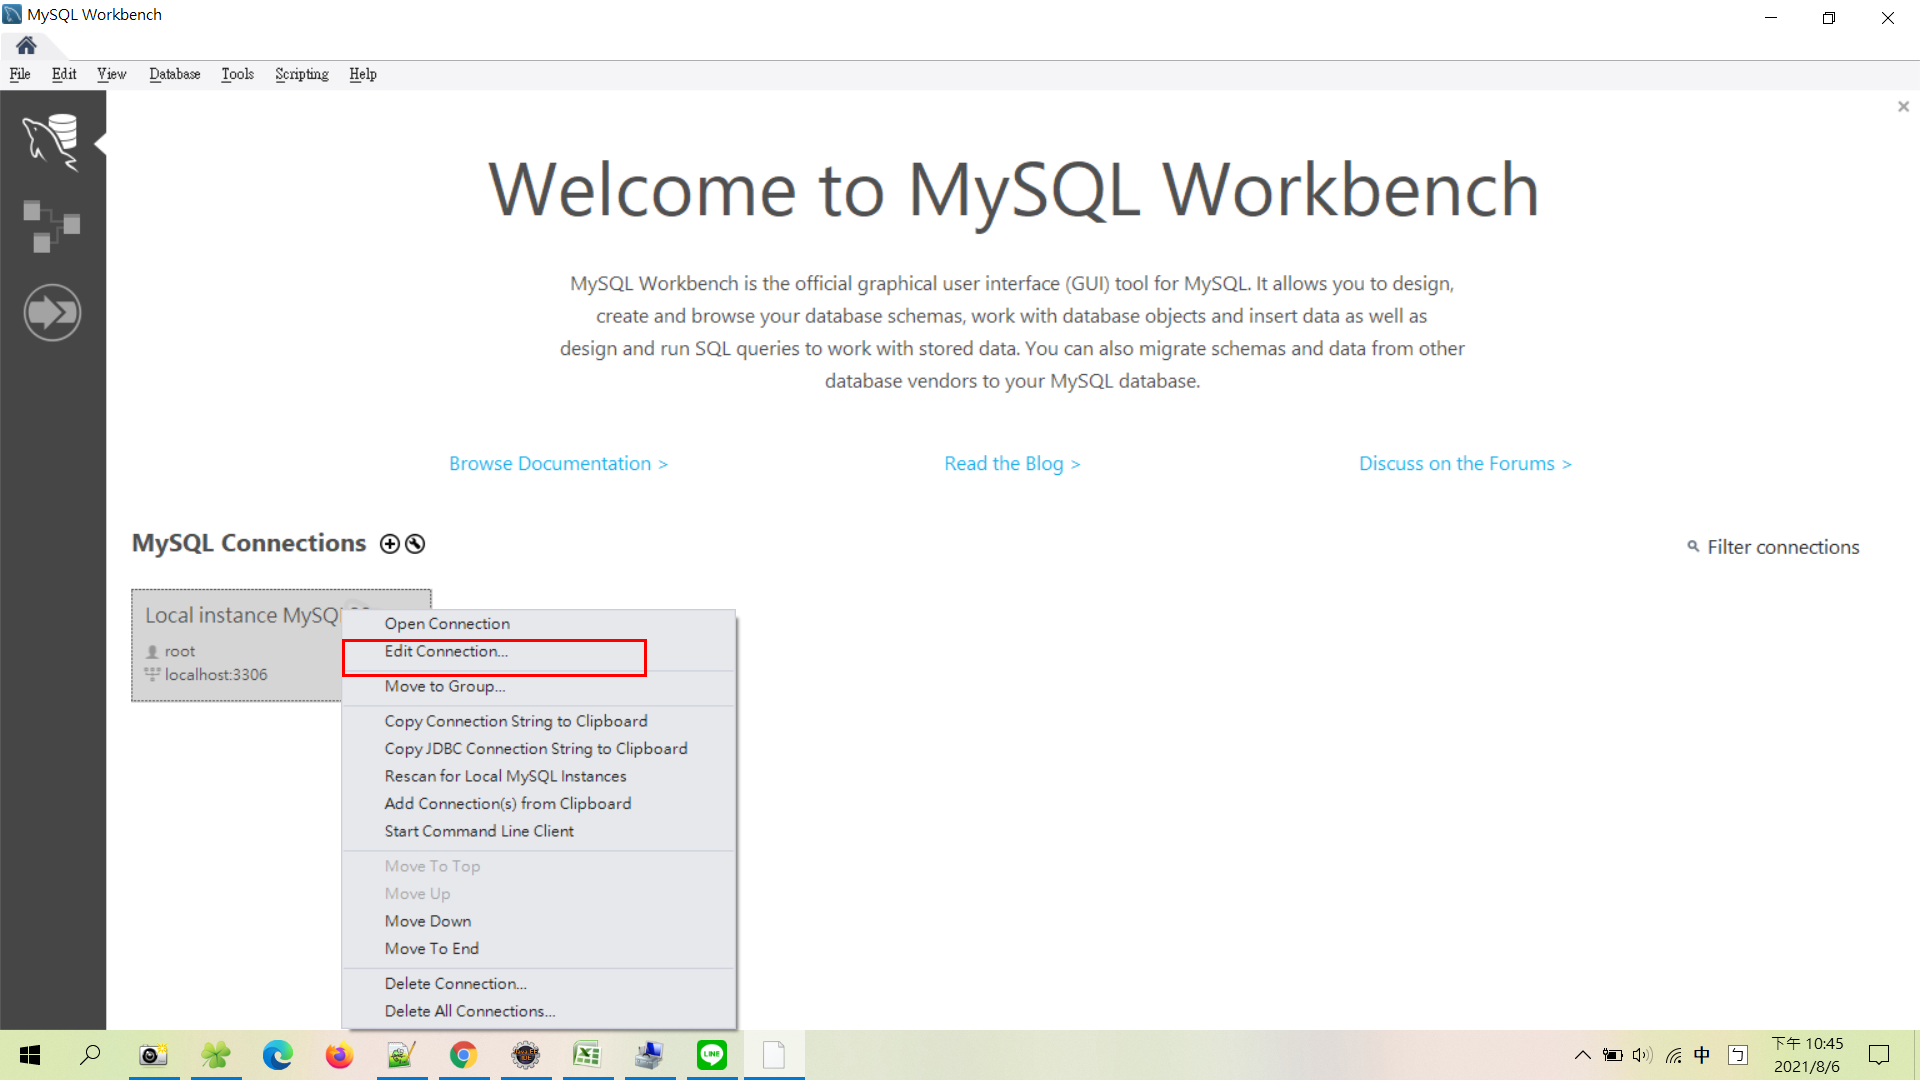 MySQL Workbench
File Edit View Database Tools Scripting Help
Welcome to MySQL Workbench
MySQL Workbench is the official graphical user interface (GUI) tool for MySQL. It allows you to design,
create and browse your database schemas, work with database objects and insert data as well as
design and run SQL queries to work with stored data. You can also migrate schemas and data from other
database vendors to your MySQL database.
Browse Documentation >
Read the Blog >
Discuss on the Forums >
MySQL Connections
Filter connections
Local instance MySQL
root
localhost:3306
Open Connection
Edit Connection...
Move to Group...
Copy Connection String to Clipboard
Copy JDBC Connection String to Clipboard
Rescan for Local MySQL Instances
Add Connection(s) from Clipboard
Start Command Line Client
Move To Top
Move Up
Move Down
Move To End
Delete Connection...
Delete All Connections...
LINE
中
ㄅ
下午 10:45
2021/8/6